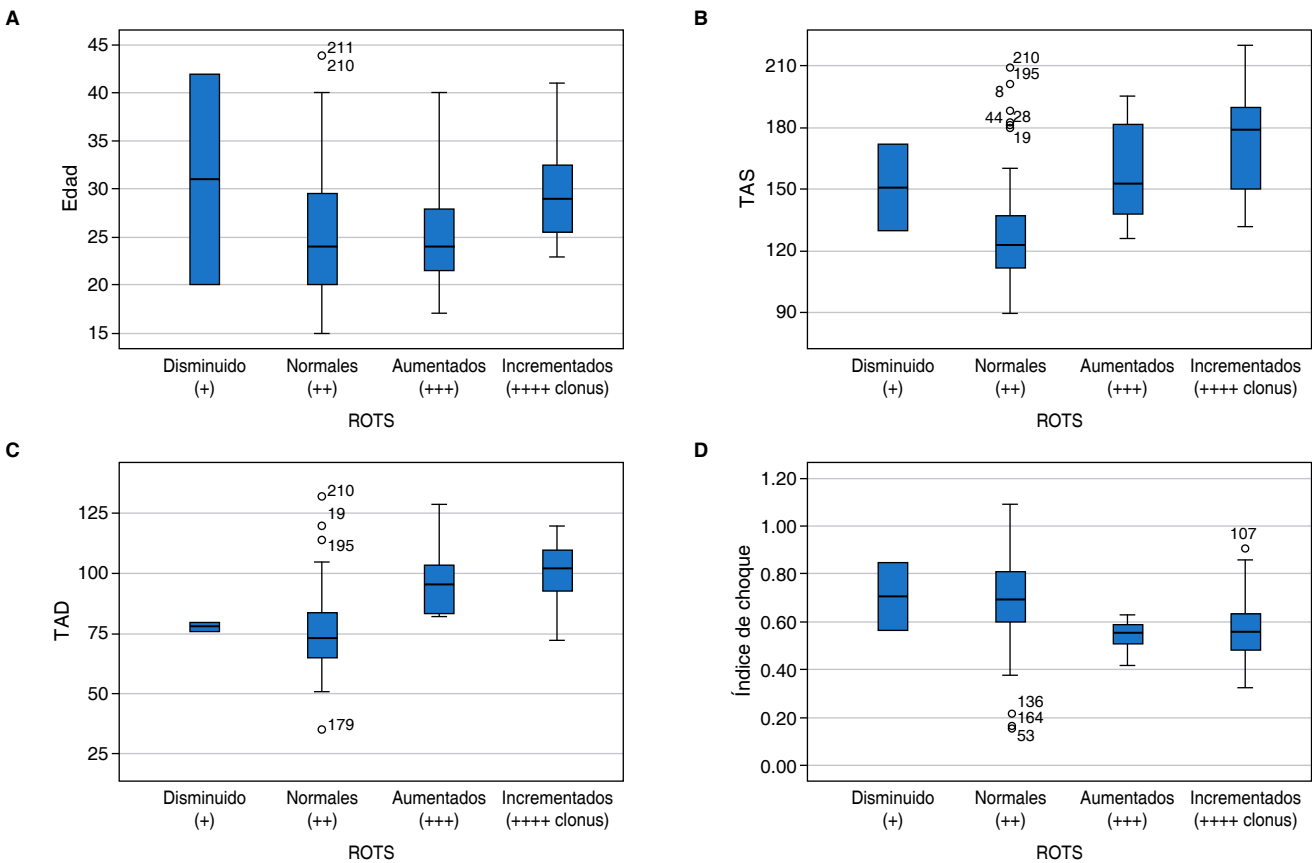 A
45
40
35
30
25
20
15
Edad
211
210
Disminuido
(+)
Normales
(++)
Aumentados
(+++)
Incrementados
(++++ clonus)
ROTS
B
210
180
150
120
90
TAS
210
195
8
44
28
19
Disminuido
(+)
Normales
(++)
Aumentados
(+++)
Incrementados
(++++ clonus)
ROTS
C
125
100
75
50
25
TAD
210
19
195
179
Disminuido
(+)
Normales
(++)
Aumentados
(+++)
Incrementados
(++++ clonus)
ROTS
D
1.20
1.00
0.80
0.60
0.40
0.20
0.00
Índice de choque
107
136
164
53
Disminuido
(+)
Normales
(++)
Aumentados
(+++)
Incrementados
(++++ clonus)
ROTS